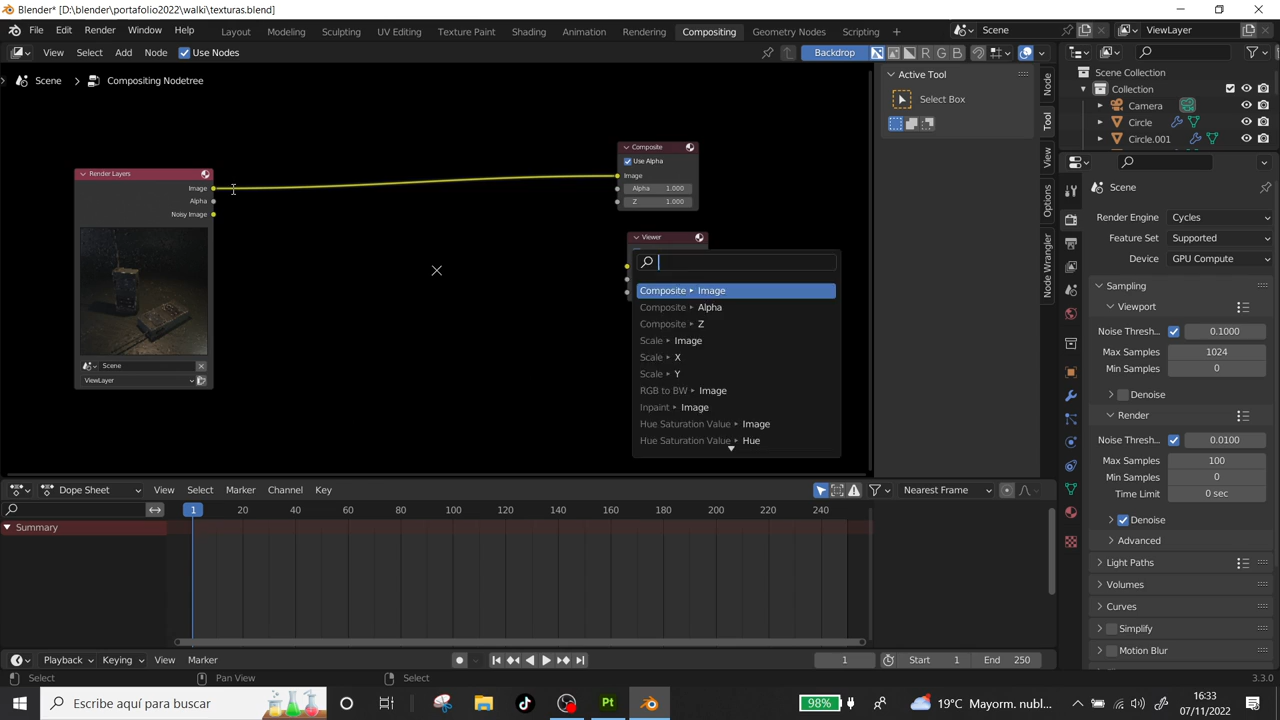 Blender* [D:\blender\portafolio2022\walki\texturas.blend]
File Edit Render Window Help Layout Modeling Sculpting UV Editing Texture Paint Shading Animation Rendering Compositing Geometry Nodes Scripting Scene ViewLayer
View Select Add Node Use Nodes Backdrop R G B
Scene > Compositing Nodetree
Active Tool
Select Box
Node
Tool
View
Options
Node Wrangler
Scene Collection
Collection
Camera
Circle
Circle.001
Render Layers
Image
Alpha
Noisy Image
Scene
ViewLayer
Composite
Use Alpha
Image
Alpha 1.000
Z 1.000
Viewer
Composite ▸ Image
Composite ▸ Alpha
Composite ▸ Z
Scale ▸ Image
Scale ▸ X
Scale ▸ Y
RGB to BW ▸ Image
Inpaint ▸ Image
Hue Saturation Value ▸ Image
Hue Saturation Value ▸ Hue
Scene
Render Engine Cycles
Feature Set Supported
Device GPU Compute
Sampling
Viewport
Noise Thresh... 0.1000
Max Samples 1024
Min Samples 0
Denoise
Render
Noise Thresh... 0.0100
Max Samples 100
Min Samples 0
Time Limit 0 sec
Denoise
Advanced
Light Paths
Volumes
Curves
Simplify
Motion Blur
Dope Sheet View Select Marker Channel Key Nearest Frame
1 20 40 60 80 100 120 140 160 180 200 220 240
Summary
Playback Keying View Marker 1 Start 1 End 250
Select Pan View Select 3.3.0
Escribe aquí para buscar Pt 98% 19°C Mayorm. nubl... 16:33
07/11/2022